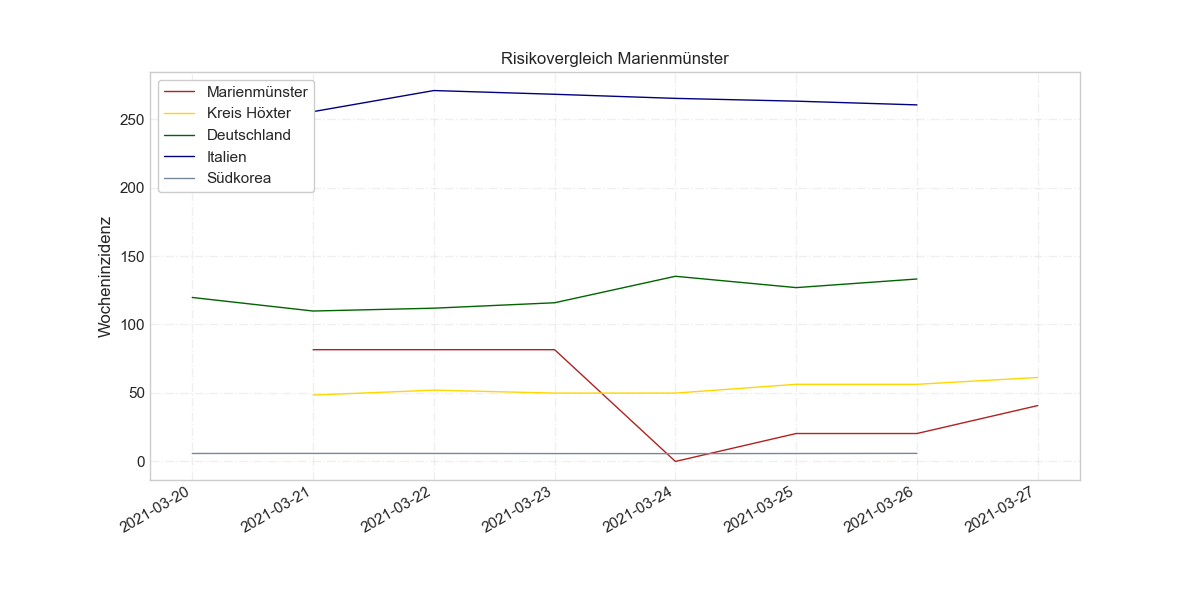 Risikovergleich Marienmünster
Marienmünster
Kreis Höxter
Deutschland
Italien
Südkorea
Wocheninzidenz
250
200
150
100
50
0
2021-03-20
2021-03-21
2021-03-22
2021-03-23
2021-03-24
2021-03-25
2021-03-26
2021-03-27